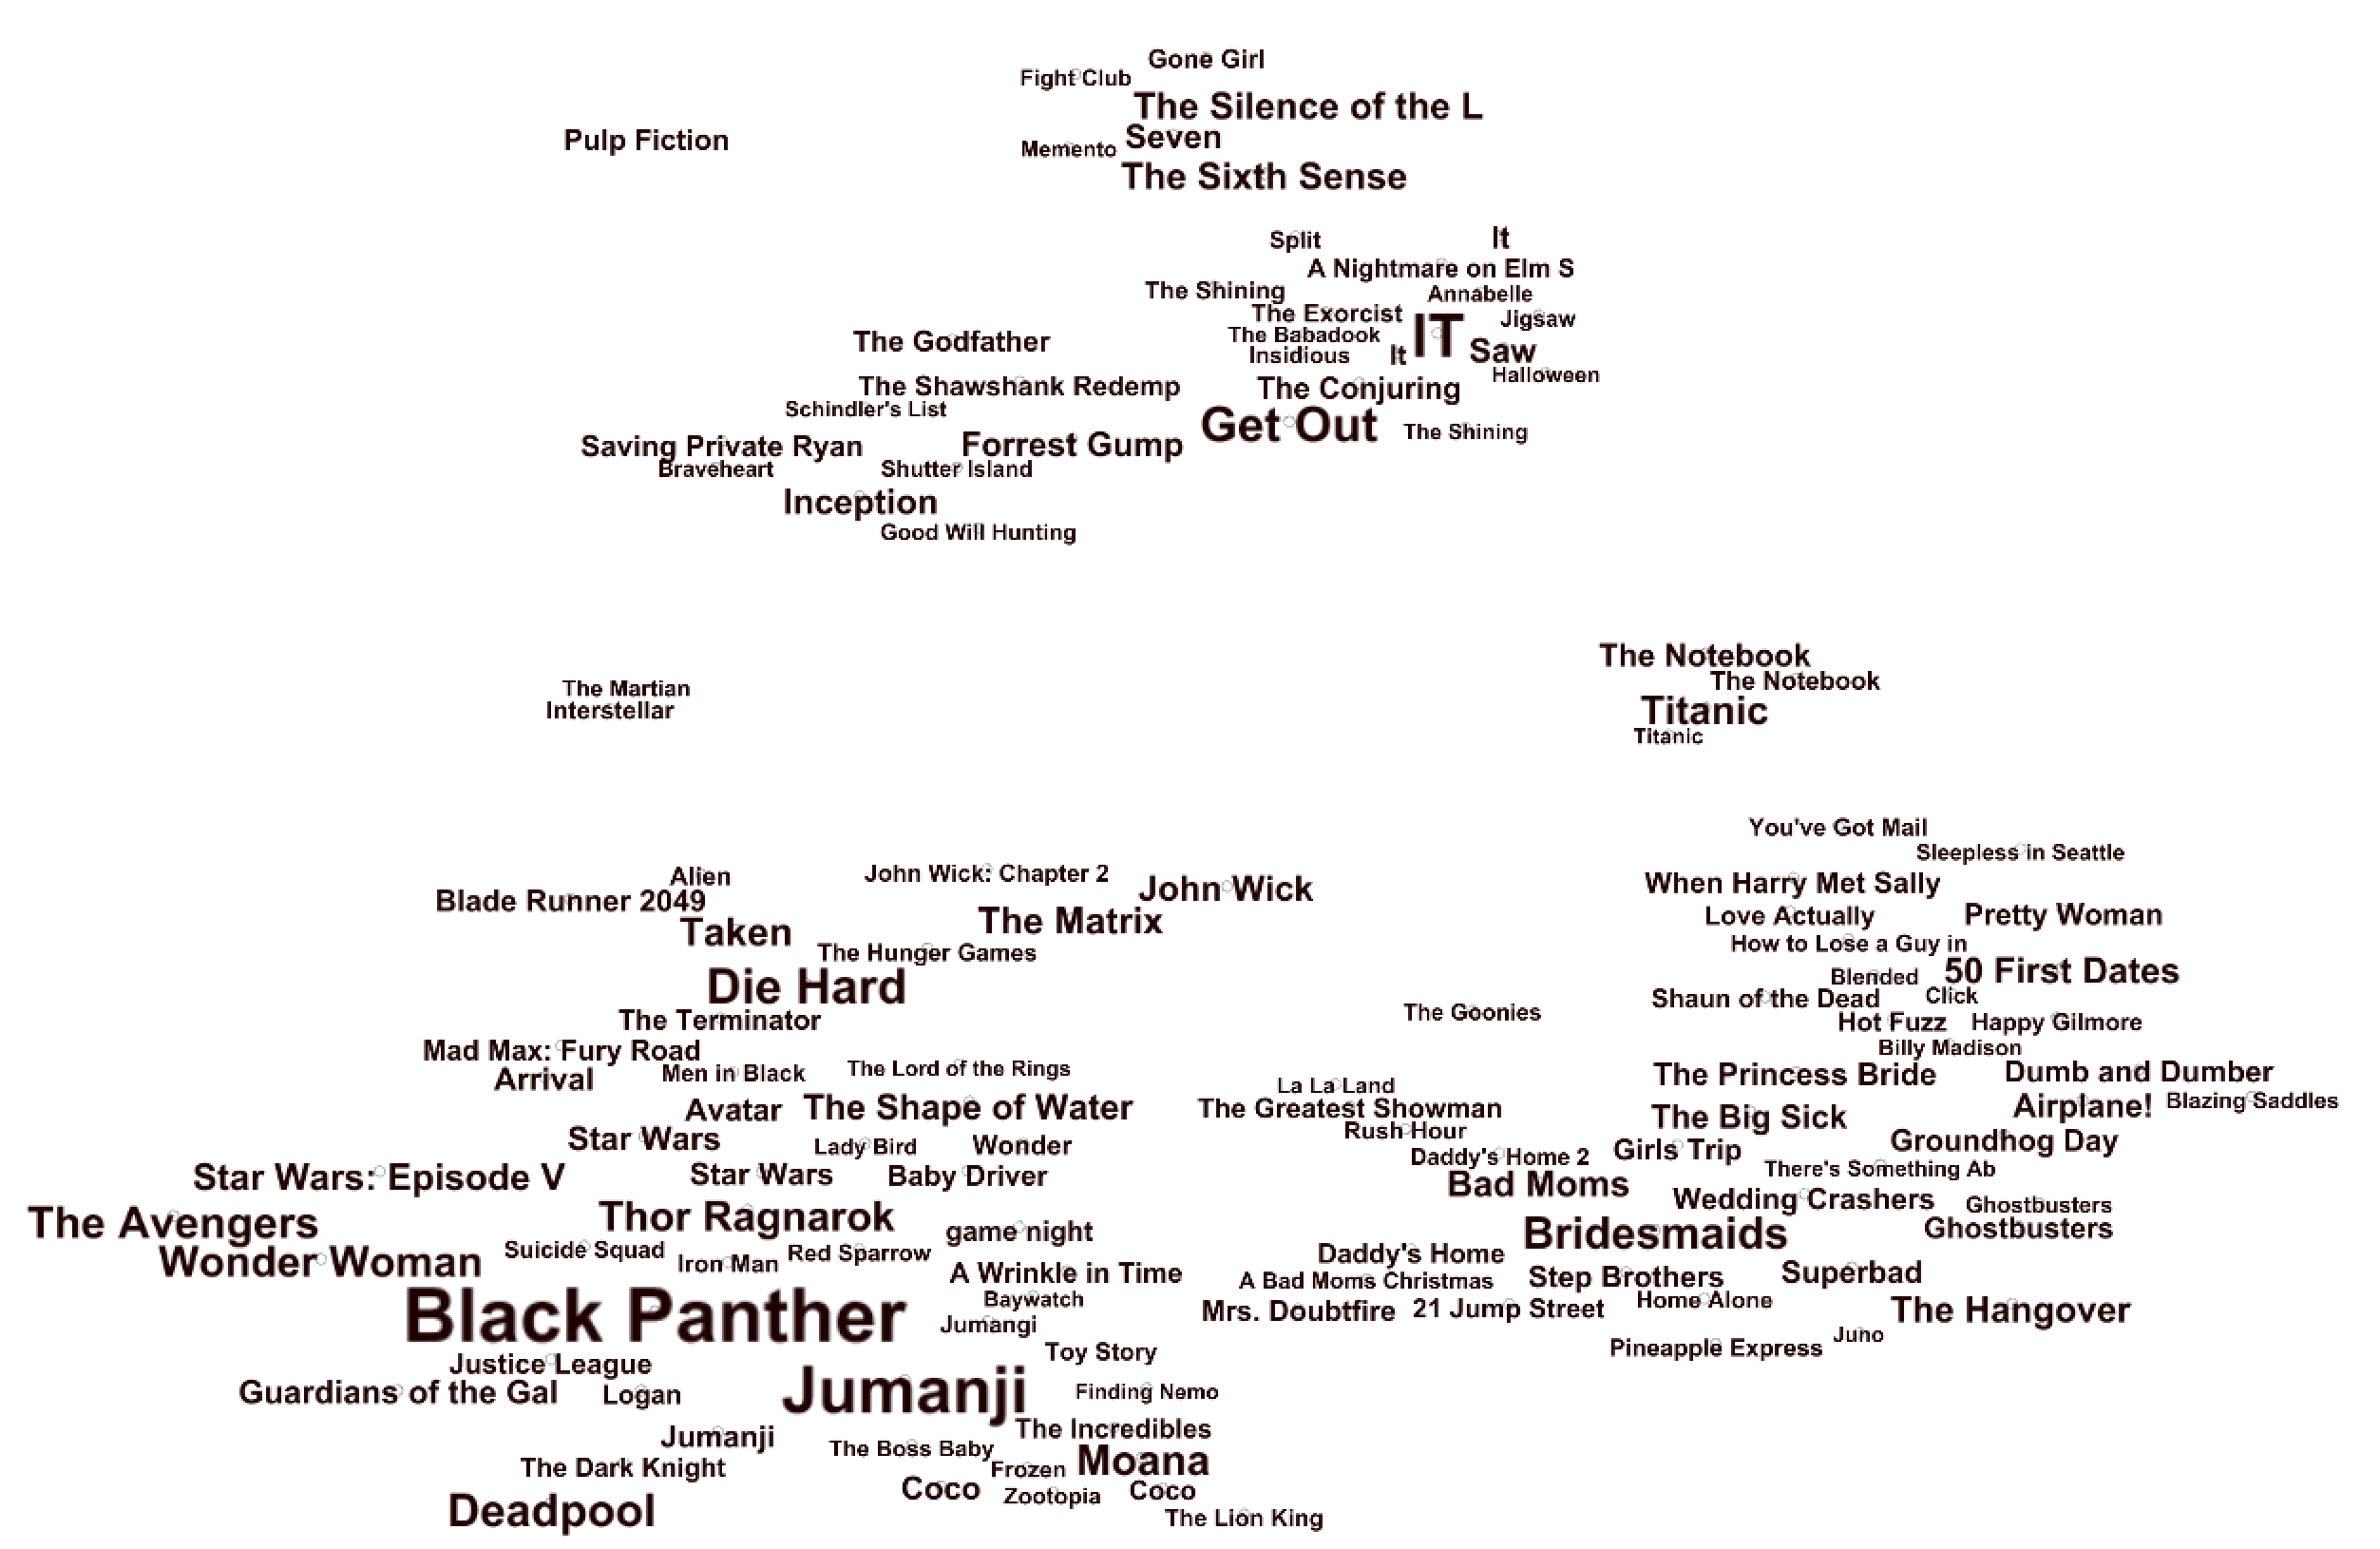 Gone Girl
Fight Club
The Silence of the L
Pulp Fiction
Seven
Memento
The Sixth Sense
Split
It
A Nightmare on Elm S
The Shining
Annabelle
The Exorcist
Jigsaw
The Babadook
IT
The Godfather
Insidious
It
Saw
Halloween
The Shawshank Redemp
The Conjuring
Schindler's List
Get Out
The Shining
Saving Private Ryan
Forrest Gump
Braveheart
Shutter Island
Inception
Good Will Hunting
The Notebook
The Notebook
The Martian
Interstellar
Titanic
Titanic
You've Got Mail
Sleepless in Seattle
Alien
John Wick: Chapter 2
John Wick
When Harry Met Sally
Blade Runner 2049
The Matrix
Love Actually
Pretty Woman
Taken
The Hunger Games
How to Lose a Guy in
Die Hard
Blended
50 First Dates
Shaun of the Dead
Click
The Goonies
The Terminator
Hot Fuzz
Happy Gilmore
Mad Max: Fury Road
Billy Madison
Arrival
Men in Black
The Lord of the Rings
The Princess Bride
Dumb and Dumber
La La Land
Avatar
The Shape of Water
The Greatest Showman
The Big Sick
Airplane!
Blazing Saddles
Rush Hour
Star Wars
Lady Bird
Wonder
Daddy's Home 2
Girls Trip
Groundhog Day
There's Something Ab
Star Wars: Episode V
Star Wars
Baby Driver
Bad Moms
Wedding Crashers
Ghostbusters
The Avengers
Thor Ragnarok
game night
Bridesmaids
Ghostbusters
Wonder Woman
Suicide Squad
Iron Man
Red Sparrow
Daddy's Home
A Wrinkle in Time
A Bad Moms Christmas
Step Brothers
Superbad
Black Panther
Baywatch
Home Alone
Jumangi
Mrs. Doubtfire
21 Jump Street
The Hangover
Toy Story
Pineapple Express
Juno
Justice League
Guardians of the Gal
Logan
Jumanji
Finding Nemo
Jumanji
The Incredibles
The Boss Baby
The Dark Knight
Frozen
Moana
Coco
Zootopia
Coco
Deadpool
The Lion King